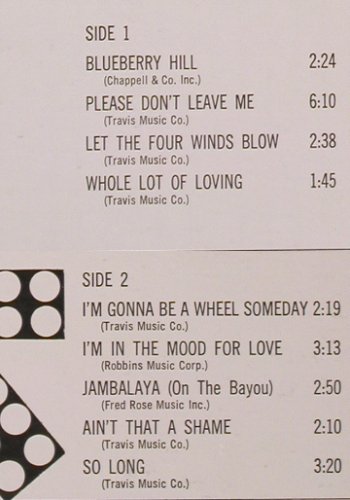 SIDE 1
BLUEBERRY HILL 2:24
(Chappell & Co. Inc.)
PLEASE DON'T LEAVE ME 6:10
(Travis Music Co.)
LET THE FOUR WINDS BLOW 2:38
(Travis Music Co.)
WHOLE LOT OF LOVING 1:45
(Travis Music Co.)
SIDE 2
I'M GONNA BE A WHEEL SOMEDAY 2:19
(Travis Music Co.)
I'M IN THE MOOD FOR LOVE 3:13
(Robbins Music Corp.)
JAMBALAYA (On The Bayou) 2:50
(Fred Rose Music Inc.)
AIN'T THAT A SHAME 2:10
(Travis Music Co.)
SO LONG 3:20
(Travis Music Co.)